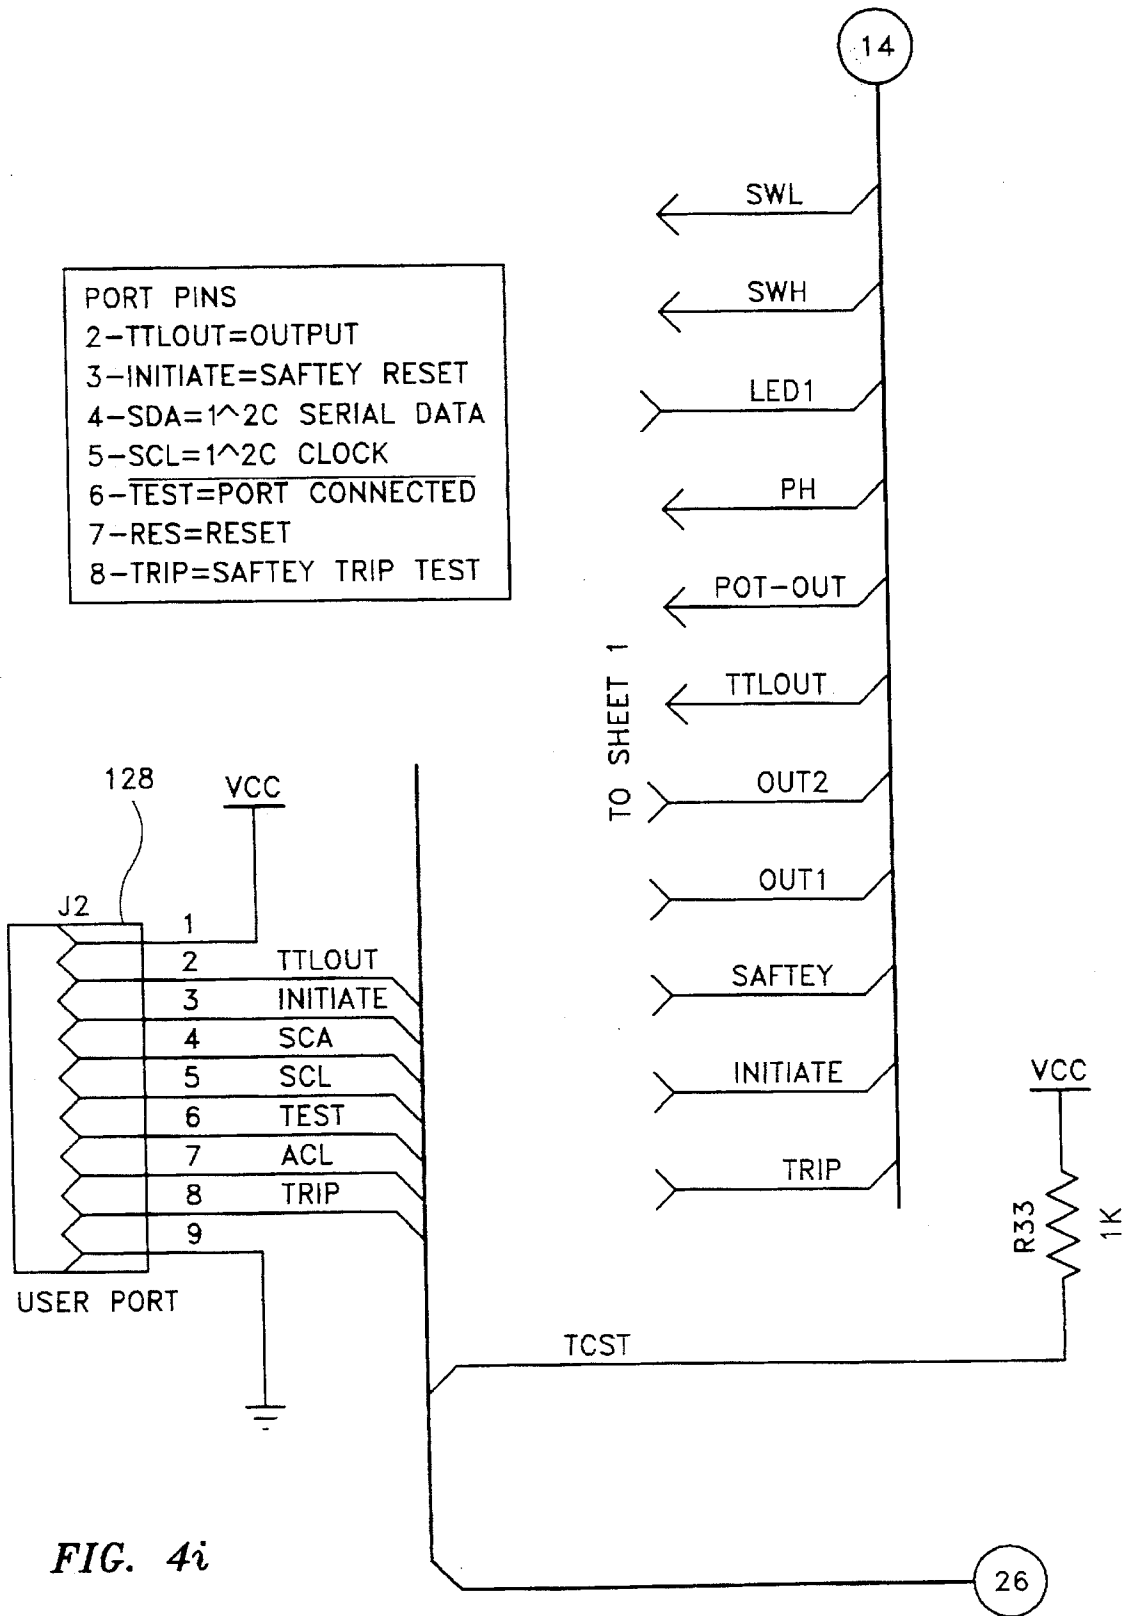 14
SWL
SWH
LED1
PH
POT-OUT
TTLOUT
OUT2
OUT1
SAFTEY
INITIATE
TRIP
TO SHEET 1
PORT PINS
2-TTLOUT=OUTPUT
3-INITIATE=SAFTEY RESET
4-SDA=1^2C SERIAL DATA
5-SCL=1^2C CLOCK
6-TEST=PORT CONNECTED
7-RES=RESET
8-TRIP=SAFTEY TRIP TEST
128
VCC
J2
1
2 TTLOUT
3 INITIATE
4 SCA
5 SCL
6 TEST
7 ACL
8 TRIP
9
USER PORT
VCC
R33
1K
TCST
26
FIG. 4i